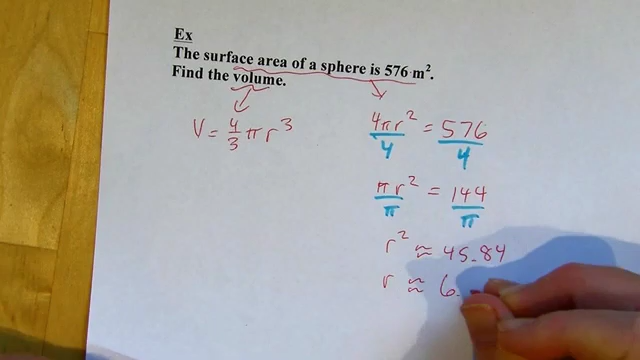 Ex
The surface area of a sphere is 576 m².
Find the volume.
V = 4/3 πr³
4πr²/4 = 576/4
πr²/π = 144/π
r² ≈ 45.84
r ≈ 6.